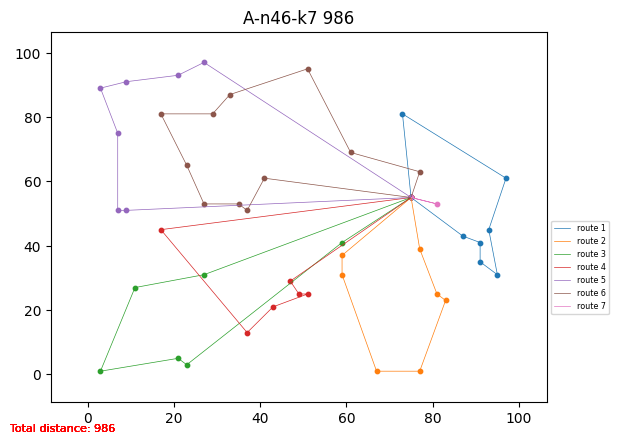 A-n46-k7 986
100
80
60
40
20
0
0 20 40 60 80 100
route 1
route 2
route 3
route 4
route 5
route 6
route 7
Total distance: 986